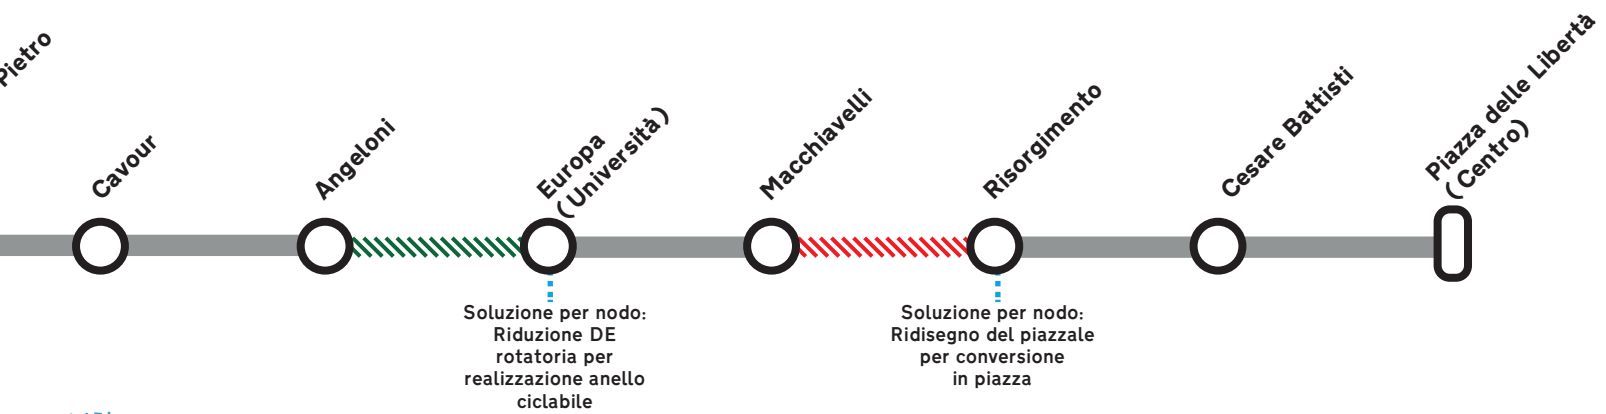 Pietro
Cavour
Angeloni
Europa
(Università)
Macchiavelli
Risorgimento
Cesare Battisti
Piazza delle Libertà
(Centro)
Soluzione per nodo:
Riduzione DE
rotatoria per
realizzazione anello
ciclabile
Soluzione per nodo:
Ridisegno del piazzale
per conversione
in piazza